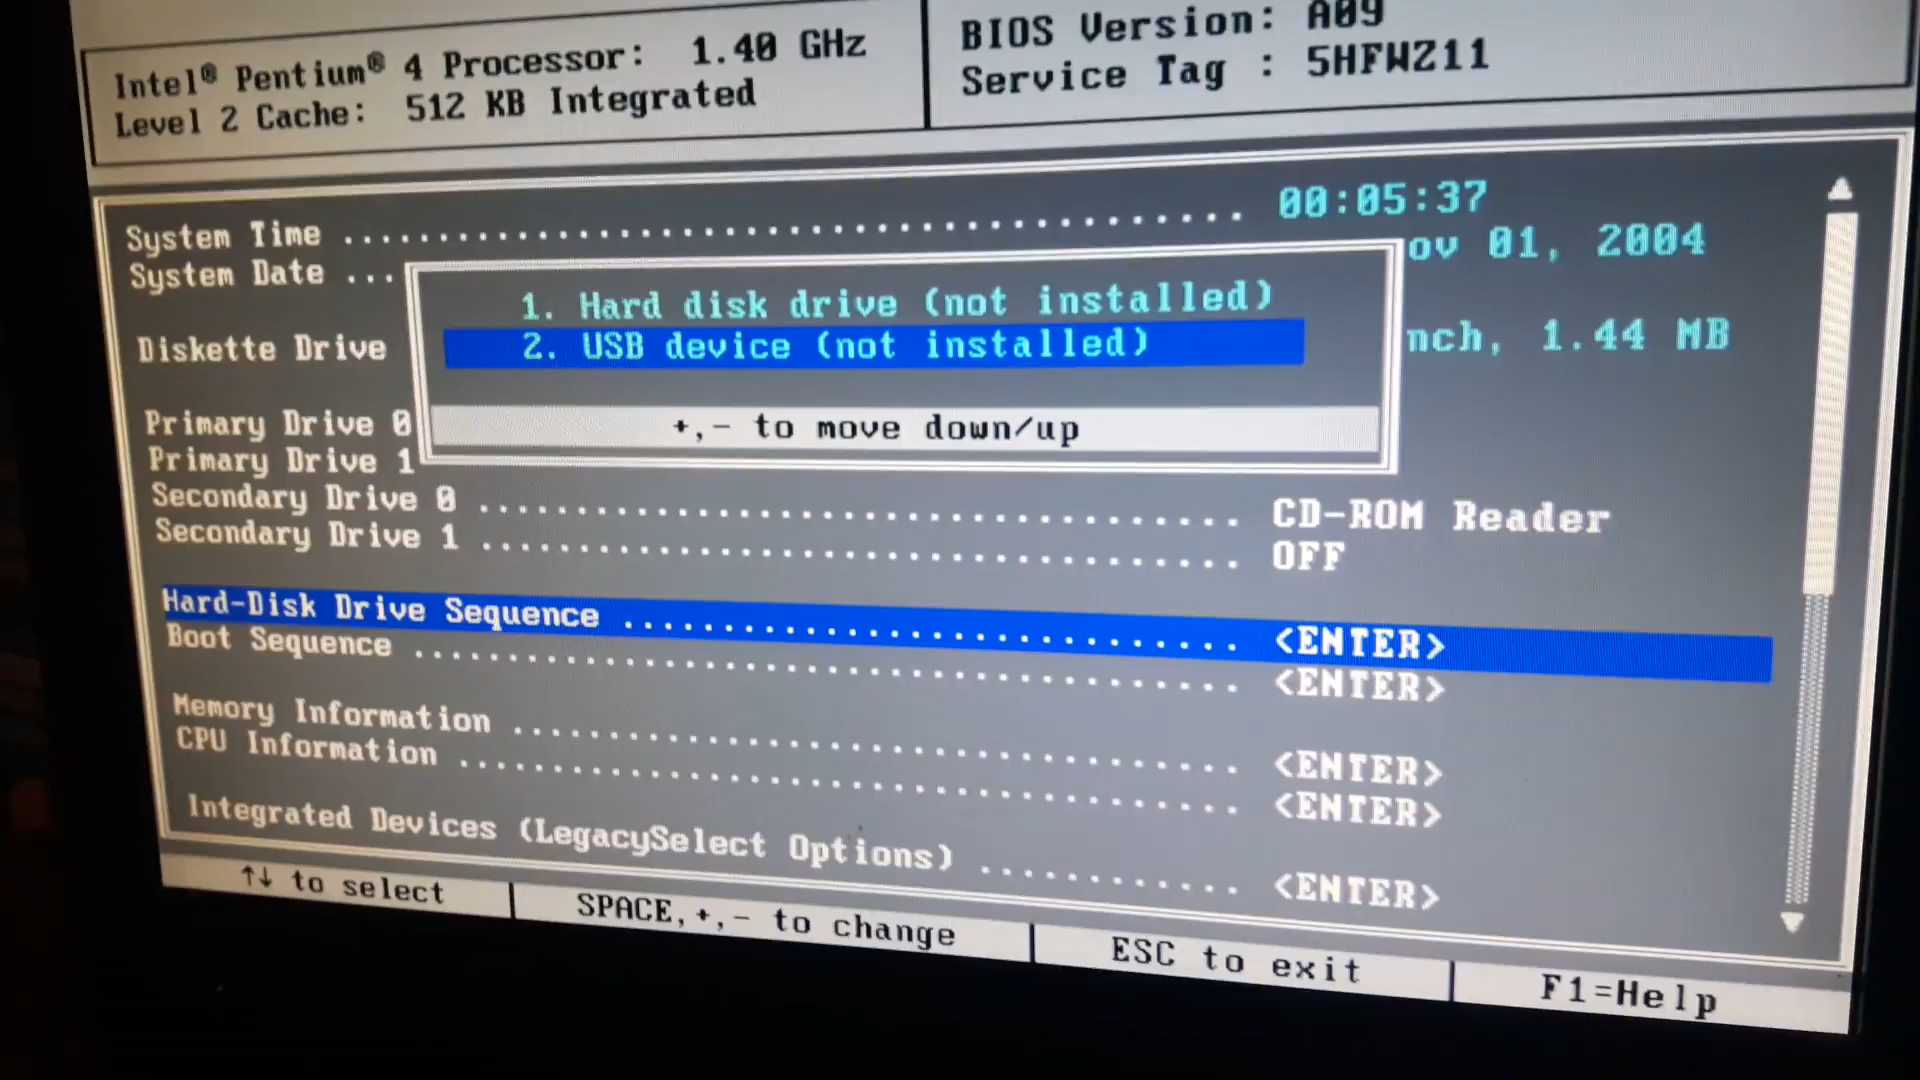 Intel® Pentium® 4 Processor: 1.40 GHz
Level 2 Cache: 512 KB Integrated
BIOS Version: A09
Service Tag : 5HFWZ11
System Time ........................................ 00:05:37
System Date ... ov 01, 2004
1. Hard disk drive (not installed)
2. USB device (not installed)
+,- to move down/up
Diskette Drive nch, 1.44 MB
Primary Drive 0
Primary Drive 1
Secondary Drive 0 ................................. CD-ROM Reader
Secondary Drive 1 ................................. OFF
Hard-Disk Drive Sequence ........................... <ENTER>
Boot Sequence .................................... <ENTER>
Memory Information ............................... <ENTER>
CPU Information .................................. <ENTER>
Integrated Devices (LegacySelect Options) ............ <ENTER>
↑↓ to select
SPACE,+,- to change
ESC to exit
F1=Help